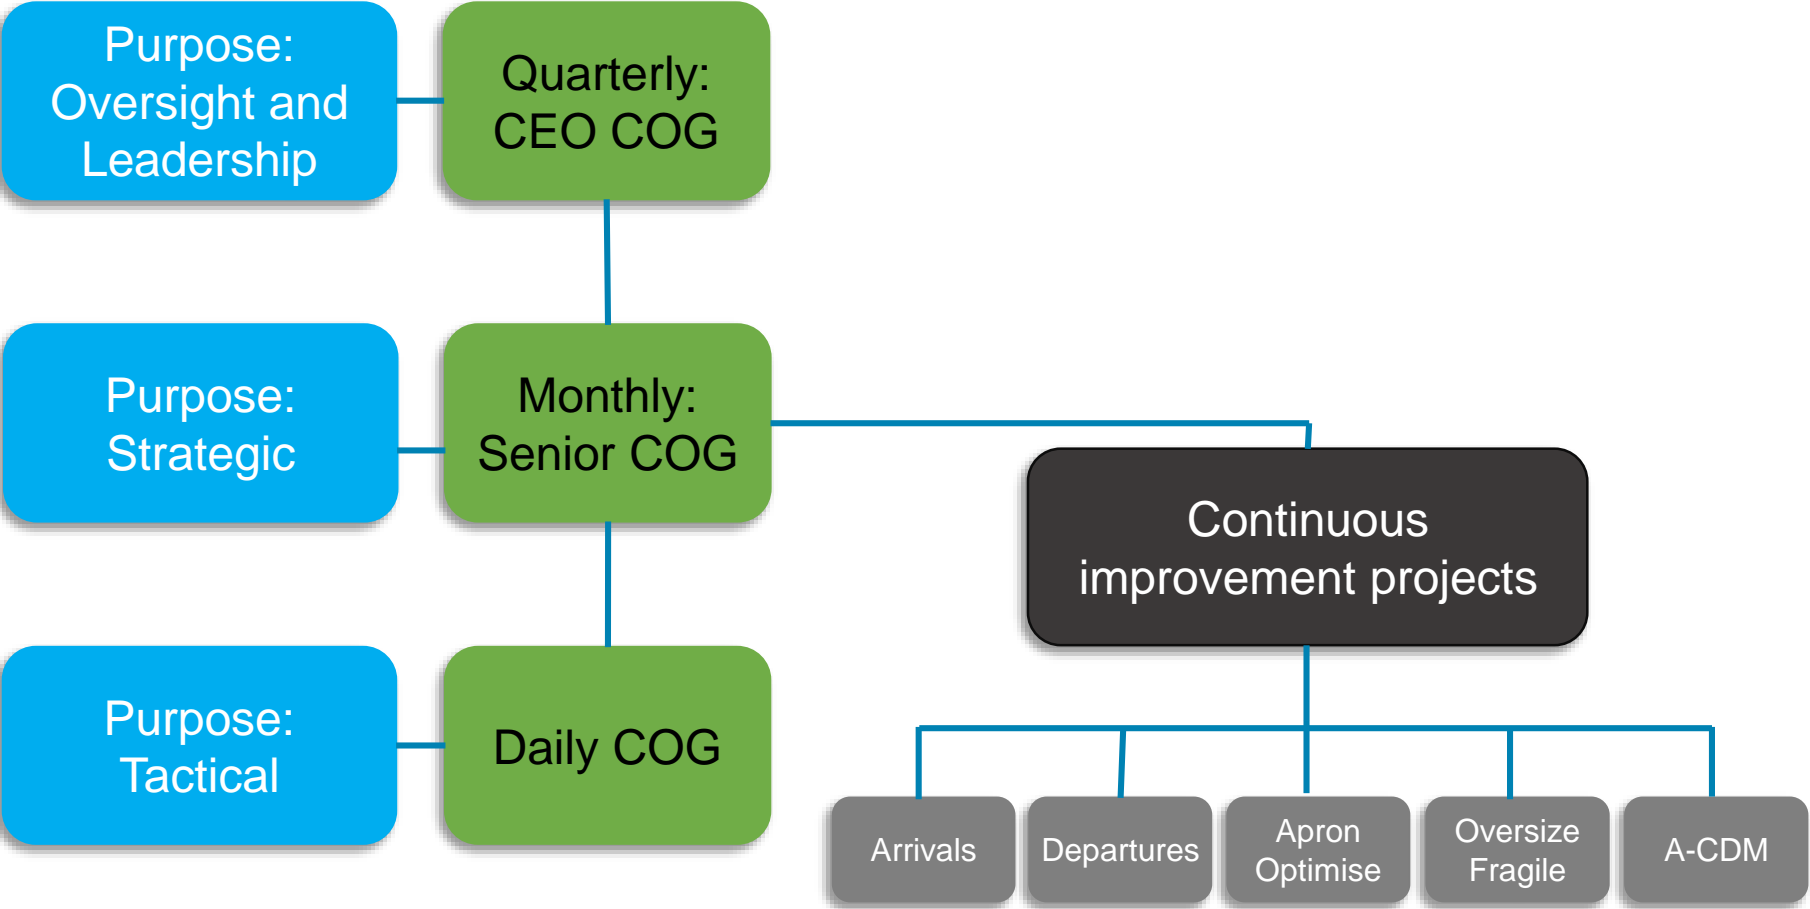 Purpose:
Oversight and
Leadership
Quarterly:
CEO COG
Purpose:
Strategic
Monthly:
Senior COG
Continuous
improvement projects
Purpose:
Tactical
Daily COG
Arrivals
Departures
Apron
Optimise
Oversize
Fragile
A-CDM